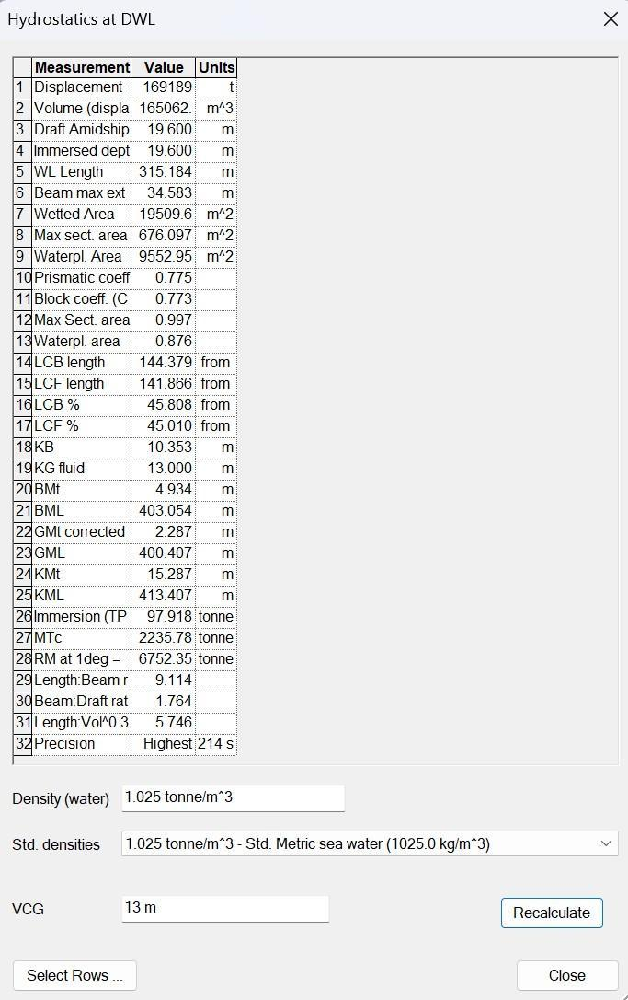 Hydrostatics at DWL
Measurement Value Units
1 Displacement 169189 t
2 Volume (displa 165062. m^3
3 Draft Amidship 19.600 m
4 Immersed dept 19.600 m
5 WL Length 315.184 m
6 Beam max ext 34.583 m
7 Wetted Area 19509.6 m^2
8 Max sect. area 676.097 m^2
9 Waterpl. Area 9552.95 m^2
10 Prismatic coeff 0.775
11 Block coeff. (C 0.773
12 Max Sect. area 0.997
13 Waterpl. area 0.876
14 LCB length 144.379 from
15 LCF length 141.866 from
16 LCB % 45.808 from
17 LCF % 45.010 from
18 KB 10.353 m
19 KG fluid 13.000 m
20 BMt 4.934 m
21 BML 403.054 m
22 GMt corrected 2.287 m
23 GML 400.407 m
24 KMt 15.287 m
25 KML 413.407 m
26 Immersion (TP 97.918 tonne
27 MTc 2235.78 tonne
28 RM at 1deg = 6752.35 tonne
29 Length:Beam r 9.114
30 Beam:Draft rat 1.764
31 Length:Vol^0.3 5.746
32 Precision Highest 214 s
Density (water) 1.025 tonne/m^3
Std. densities 1.025 tonne/m^3 - Std. Metric sea water (1025.0 kg/m^3)
VCG 13 m
Recalculate
Select Rows ... Close